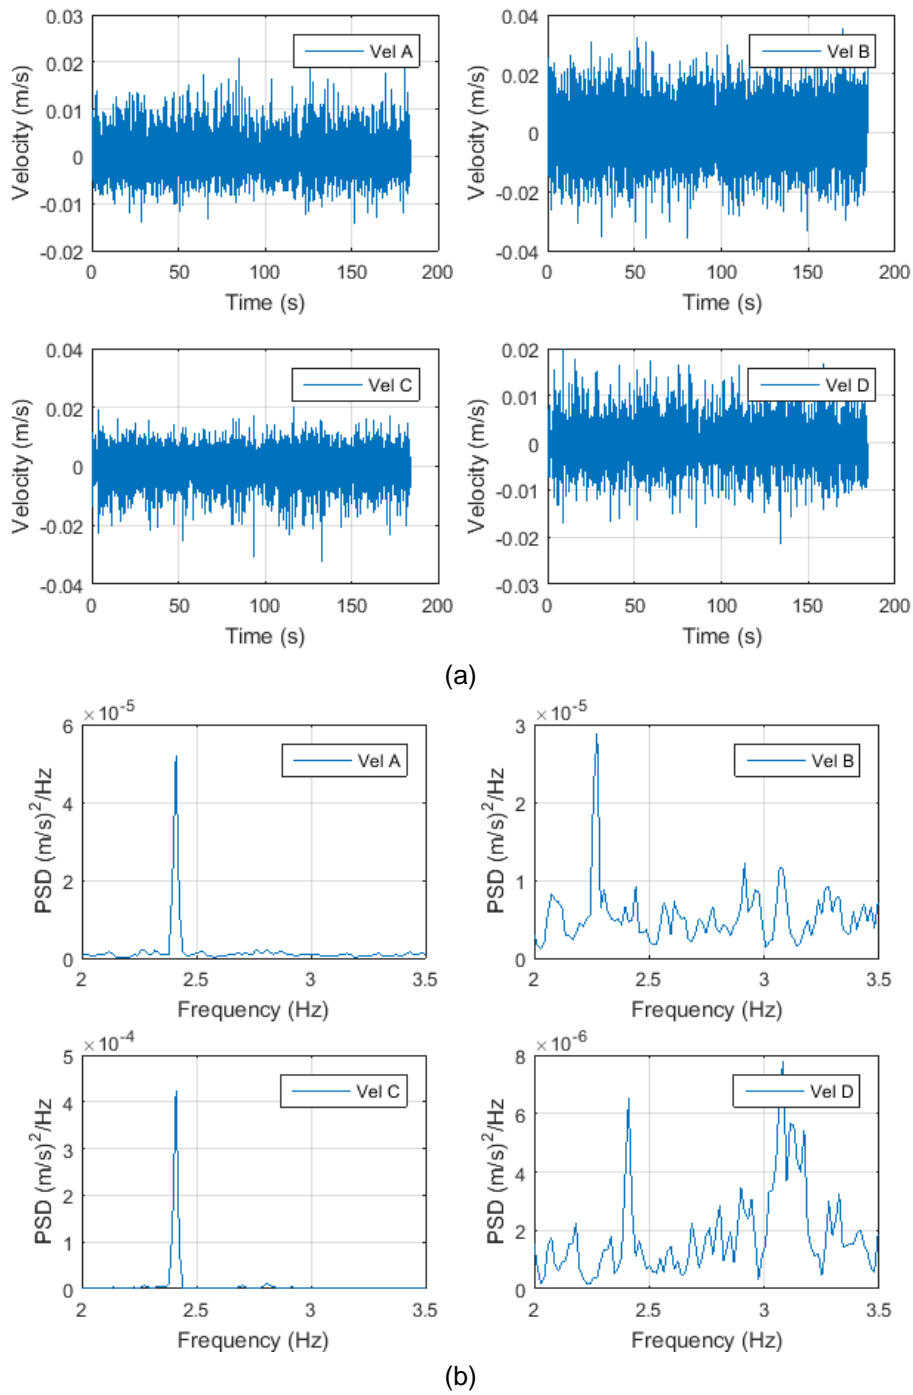 0.03
0.02
0.01
0
-0.01
-0.02
Velocity (m/s)
Vel A
0 50 100 150 200
Time (s)
0.04
0.02
0
-0.02
-0.04
Velocity (m/s)
Vel B
0 50 100 150 200
Time (s)
0.04
0.02
0
-0.02
-0.04
Velocity (m/s)
Vel C
0 50 100 150 200
Time (s)
0.02
0.01
0
-0.01
-0.02
-0.03
Velocity (m/s)
Vel D
0 50 100 150 200
Time (s)
(a)
×10⁻⁵
6
4
2
0
PSD (m/s)²/Hz
Vel A
2 2.5 3 3.5
Frequency (Hz)
×10⁻⁵
3
2
1
0
PSD (m/s)²/Hz
Vel B
2 2.5 3 3.5
Frequency (Hz)
×10⁻⁴
5
4
3
2
1
0
PSD (m/s)²/Hz
Vel C
2 2.5 3 3.5
Frequency (Hz)
×10⁻⁶
8
6
4
2
0
PSD (m/s)²/Hz
Vel D
2 2.5 3 3.5
Frequency (Hz)
(b)